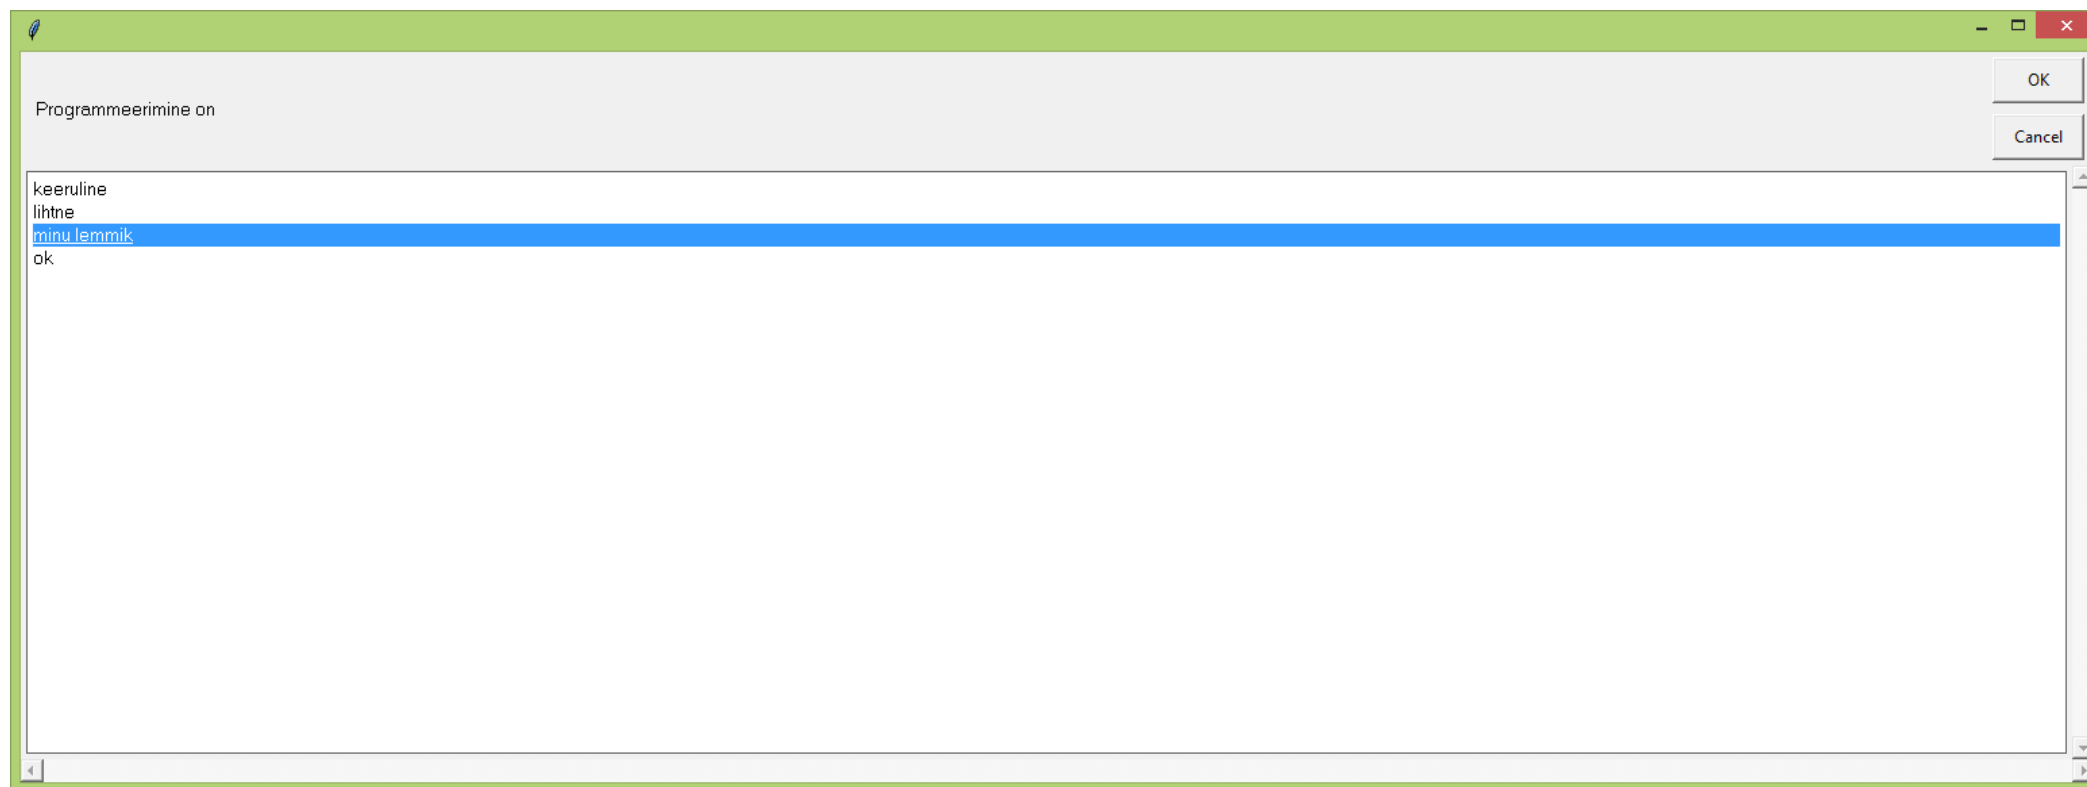 Programmeerimine on
OK
Cancel
keeruline
lihtne
minu lemmik
ok